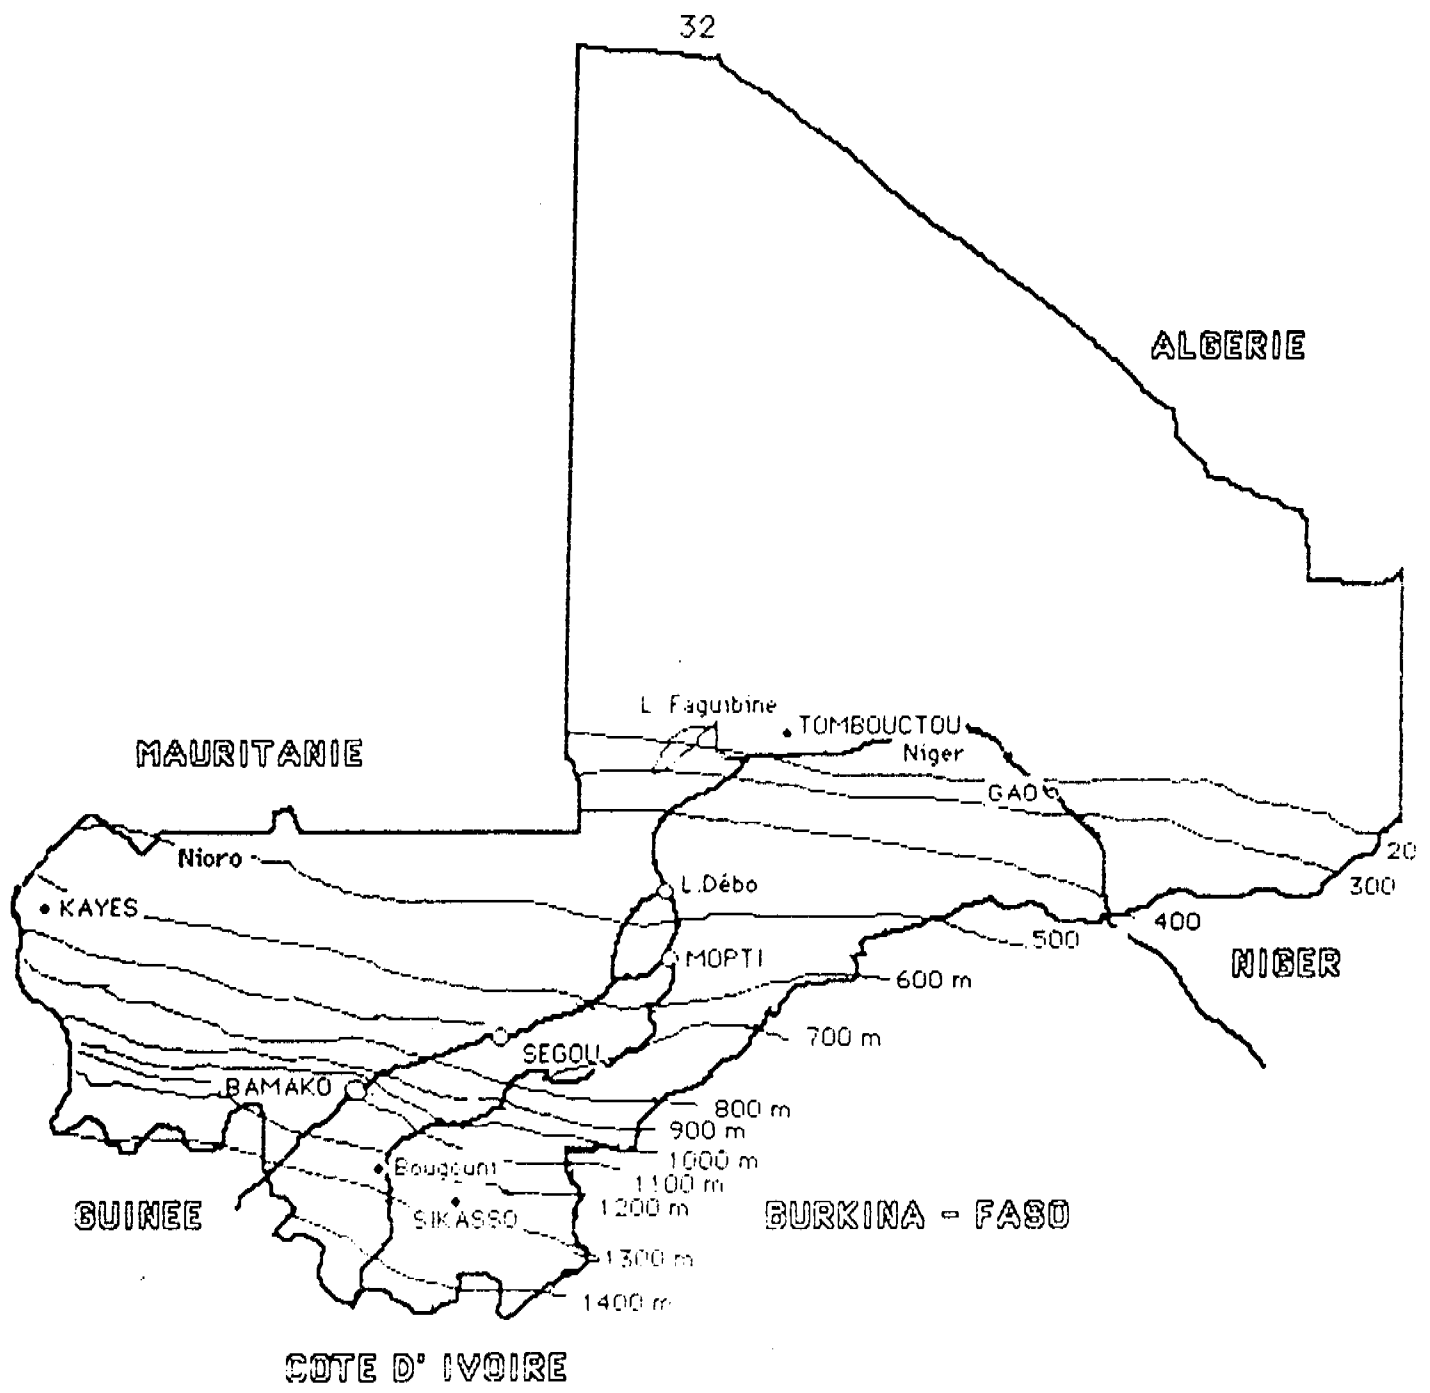 32
ALGERIE
L. Faguibine
TOMBOUCTOU
Niger
MAURITANIE
GAO
Nioro
20
300
L.Débo
KAYES
400
500
MOPTI
NIGER
600 m
700 m
SEGOU
BAMAKO
800 m
900 m
1000 m
Bougouni
1100 m
1200 m
SIKASSO
GUINEE
BURKINA - FASO
1300 m
1400 m
COTE D' IVOIRE